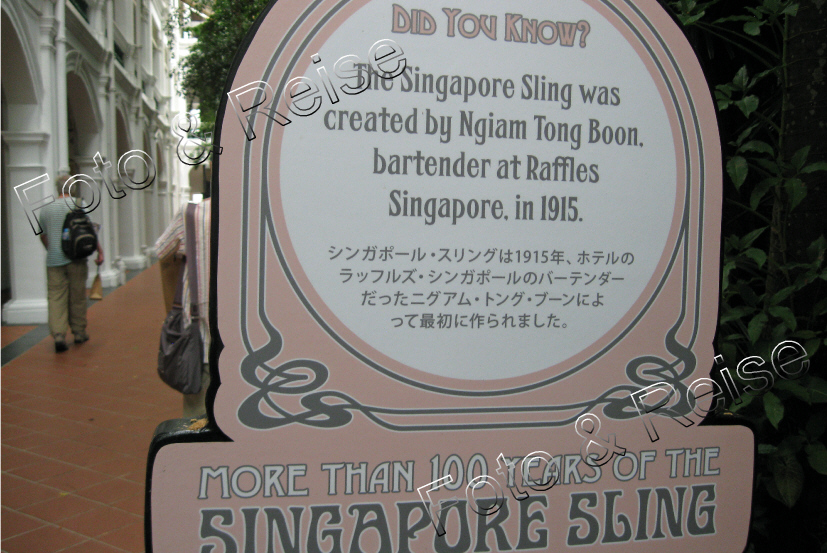 DID YOU KNOW?
The Singapore Sling was
created by Ngiam Tong Boon,
bartender at Raffles
Singapore, in 1915.
シンガポール・スリングは1915年、ホテルの
ラッフルズ・シンガポールのバーテンダー
だったニグアム・トング・ブーンによ
って最初に作られました。
MORE THAN 100 YEARS OF THE
SINGAPORE SLING
Foto & Reise
Foto & Reise